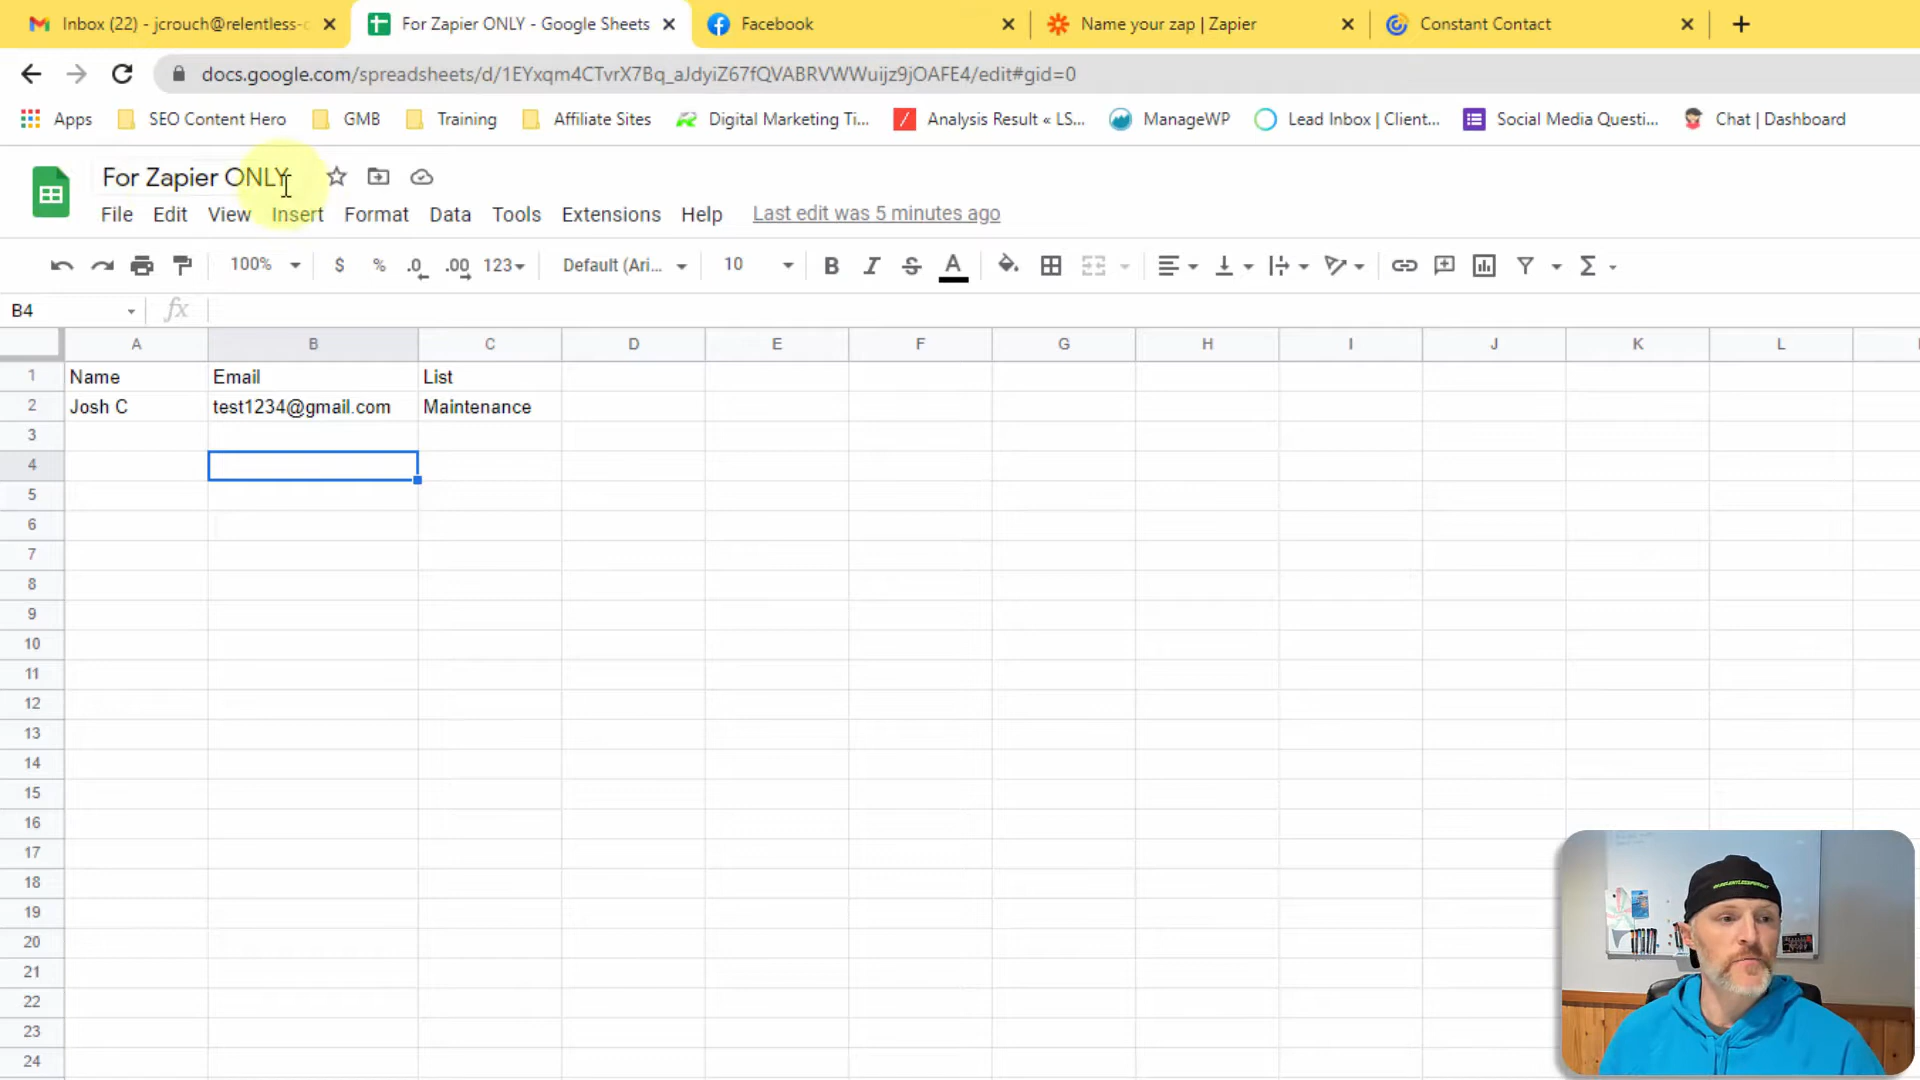 Inbox (22) - jcrouch@relentless-c
For Zapier ONLY - Google Sheets
Facebook
Name your zap | Zapier
Constant Contact
docs.google.com/spreadsheets/d/1EYxqm4CTvrX7Bq_aJdyiZ67fQVABRVWWuijz9jOAFE4/edit#gid=0
Apps
SEO Content Hero
GMB
Training
Affiliate Sites
Digital Marketing Ti...
Analysis Result « LS...
ManageWP
Lead Inbox | Client...
Social Media Questi...
Chat | Dashboard
For Zapier ONLY
File Edit View Insert Format Data Tools Extensions Help Last edit was 5 minutes ago
100% $ % .0 .00 123 Default (Ari... 10 B I S A
B4 fx
A B C D E F G H I J K L
1 Name Email List
2 Josh C test1234@gmail.com Maintenance
3
4
5
6
7
8
9
10
11
12
13
14
15
16
17
18
19
20
21
22
23
24